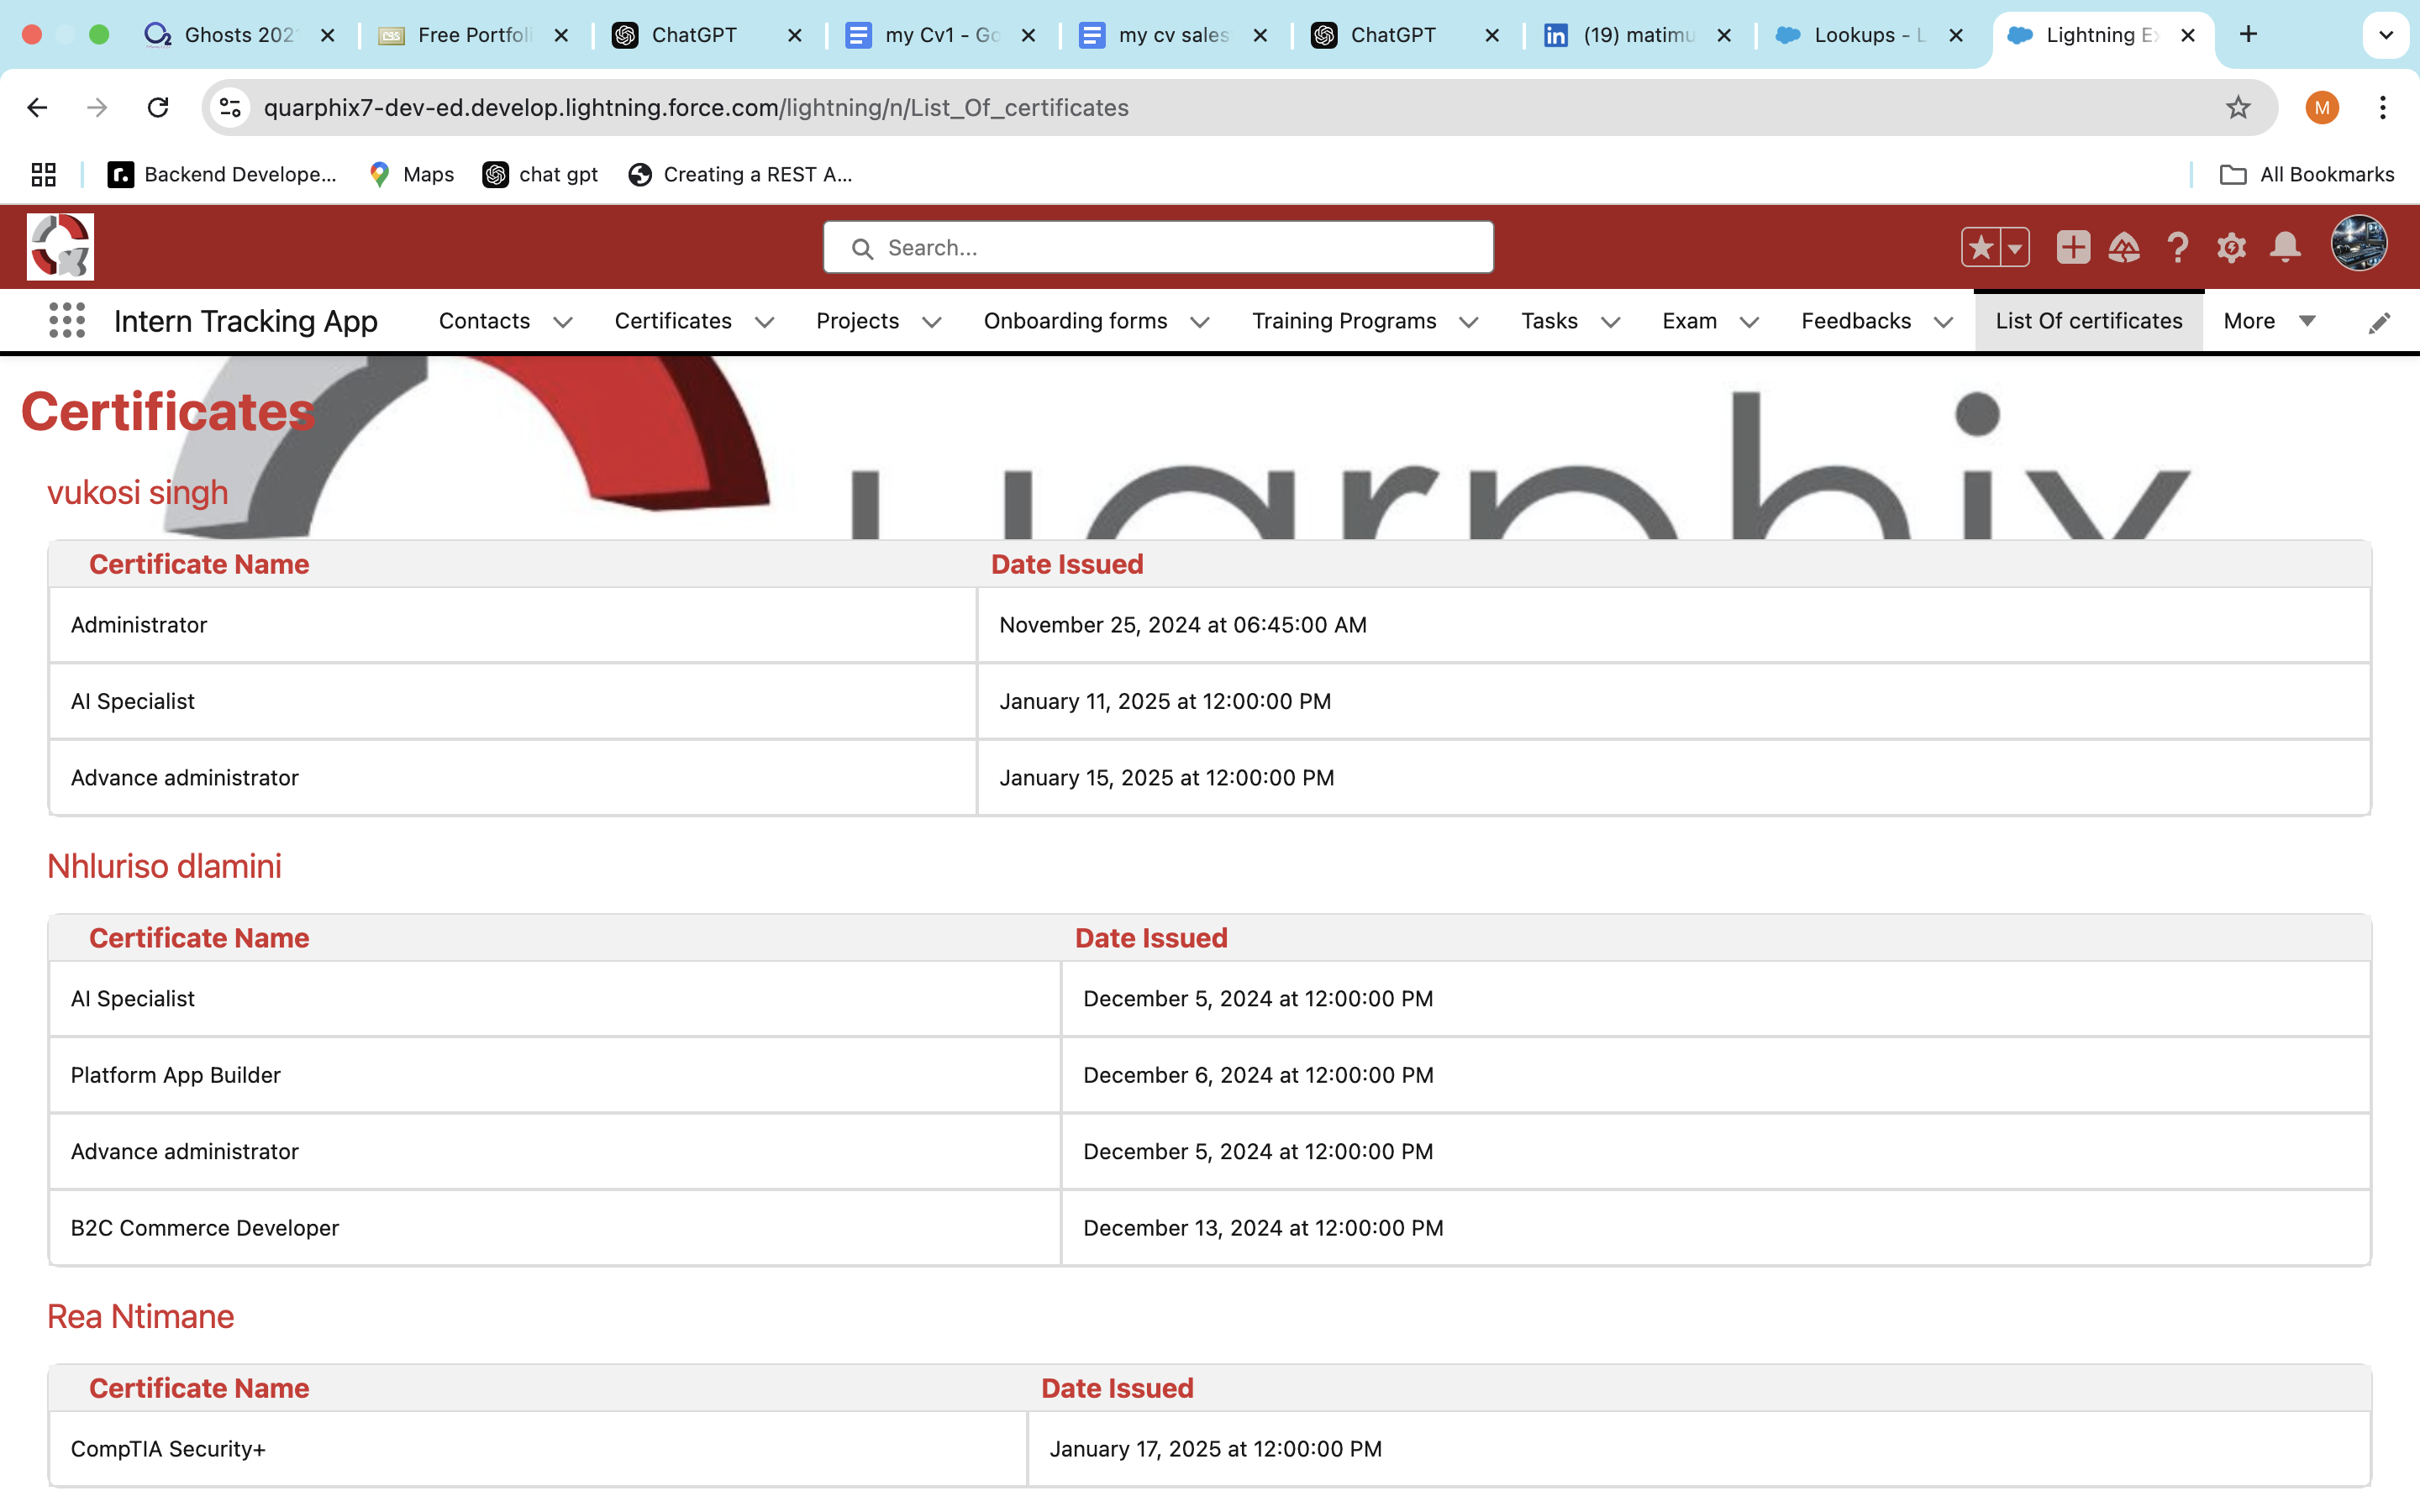 Ghosts 202
Free Portfoli
ChatGPT
my Cv1 - Go
my cv sales
ChatGPT
(19) matimu
Lookups - L
Lightning Ex
quarphix7-dev-ed.develop.lightning.force.com/lightning/n/List_Of_certificates
M
Backend Develope...
Maps
chat gpt
Creating a REST A...
All Bookmarks
Search...
Intern Tracking App
Contacts
Certificates
Projects
Onboarding forms
Training Programs
Tasks
Exam
Feedbacks
List Of certificates
More
Certificates
vukosi singh
Certificate Name Date Issued
Administrator November 25, 2024 at 06:45:00 AM
AI Specialist January 11, 2025 at 12:00:00 PM
Advance administrator January 15, 2025 at 12:00:00 PM
Nhluriso dlamini
Certificate Name Date Issued
AI Specialist December 5, 2024 at 12:00:00 PM
Platform App Builder December 6, 2024 at 12:00:00 PM
Advance administrator December 5, 2024 at 12:00:00 PM
B2C Commerce Developer December 13, 2024 at 12:00:00 PM
Rea Ntimane
Certificate Name Date Issued
CompTIA Security+ January 17, 2025 at 12:00:00 PM